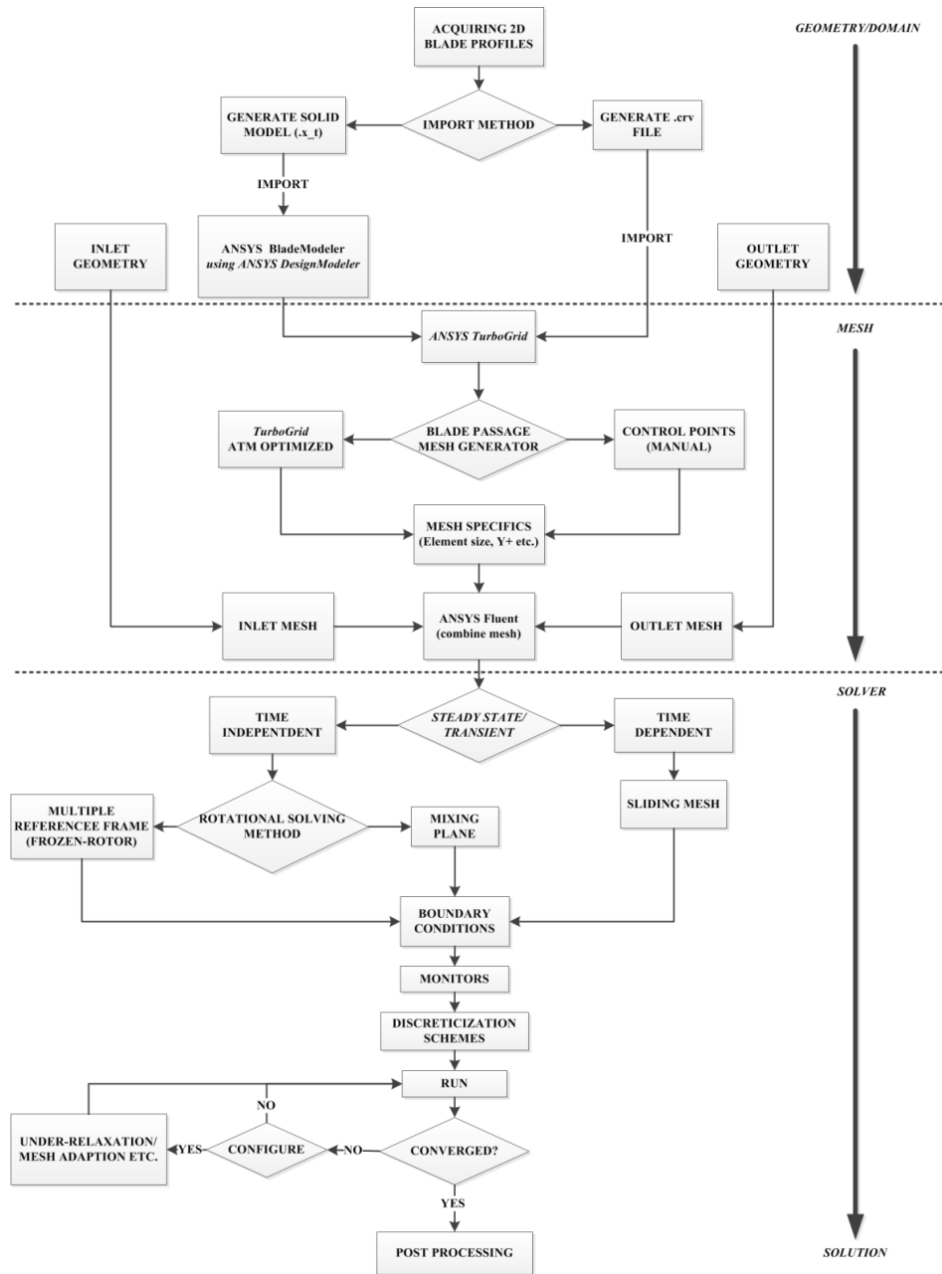 ACQUIRING 2D
BLADE PROFILES
GEOMETRY/DOMAIN
GENERATE SOLID
MODEL (.x_t)
IMPORT METHOD
GENERATE .crv
FILE
IMPORT
IMPORT
INLET
GEOMETRY
ANSYS BladeModeler
using ANSYS DesignModeler
OUTLET
GEOMETRY
MESH
ANSYS TurboGrid
TurboGrid
ATM OPTIMIZED
BLADE PASSAGE
MESH GENERATOR
CONTROL POINTS
(MANUAL)
MESH SPECIFICS
(Element size, Y+ etc.)
INLET MESH
ANSYS Fluent
(combine mesh)
OUTLET MESH
SOLVER
TIME
INDEPENTDENT
STEADY STATE/
TRANSIENT
TIME
DEPENDENT
MULTIPLE
REFERENCEE FRAME
(FROZEN-ROTOR)
ROTATIONAL SOLVING
METHOD
MIXING
PLANE
SLIDING MESH
BOUNDARY
CONDITIONS
MONITORS
DISCRETICIZATION
SCHEMES
RUN
NO
UNDER-RELAXATION/
MESH ADAPTION ETC.
YES
CONFIGURE
NO
CONVERGED?
YES
POST PROCESSING
SOLUTION